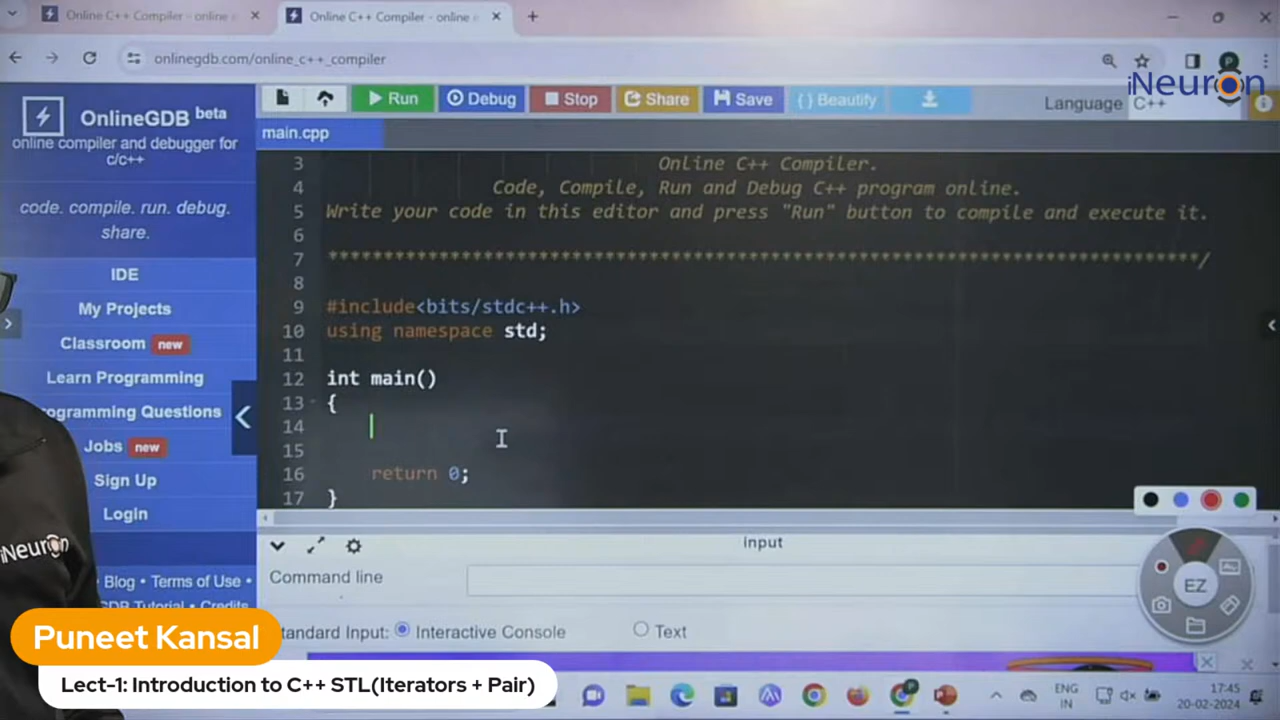 Online C++ Compiler - online e
Online C++ Compiler - online e
onlinegdb.com/online_c++_compiler
iNeuron
OnlineGDB beta
online compiler and debugger for
c/c++
code. compile. run. debug.
share.
IDE
My Projects
Classroom new
Learn Programming
ogramming Questions
Jobs new
Sign Up
Login
• Blog • Terms of Use •
GDB Tutorial • Credits
Run
Debug
Stop
Share
Save
{ } Beautify
Language C++
main.cpp
3 Online C++ Compiler.
4 Code, Compile, Run and Debug C++ program online.
5 Write your code in this editor and press "Run" button to compile and execute it.
6
7 *******************************************************************************/
8
9 #include<bits/stdc++.h>
10 using namespace std;
11
12 int main()
13 {
14
15
16 return 0;
17 }
input
Command line
tandard Input: Interactive Console Text
EZ
iNeuron
Puneet Kansal
Lect-1: Introduction to C++ STL(Iterators + Pair)
ENG
IN
17:45
20-02-2024